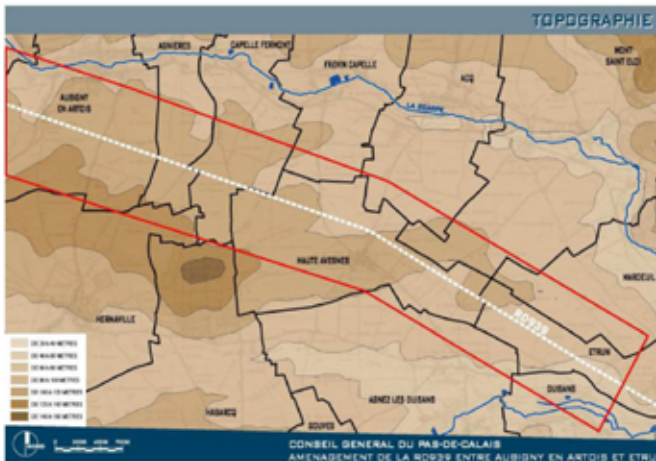 TOPOGRAPHIE
AGNIERES
CAPELLE FERMONT
FREVIN CAPELLE
ACQ
MONT
SAINT ELOI
AUBIGNY
EN ARTOIS
LA SCARPE
HAUTE AVESNES
MAROEUIL
HERMAVILLE
RD939
ETRUN
DUISANS
AGNEZ LES DUISANS
HABARCQ
GOUVES
CONSEIL GENERAL DU PAS-DE-CALAIS
AMENAGEMENT DE LA RD939 ENTRE AUBIGNY EN ARTOIS ET ETRU